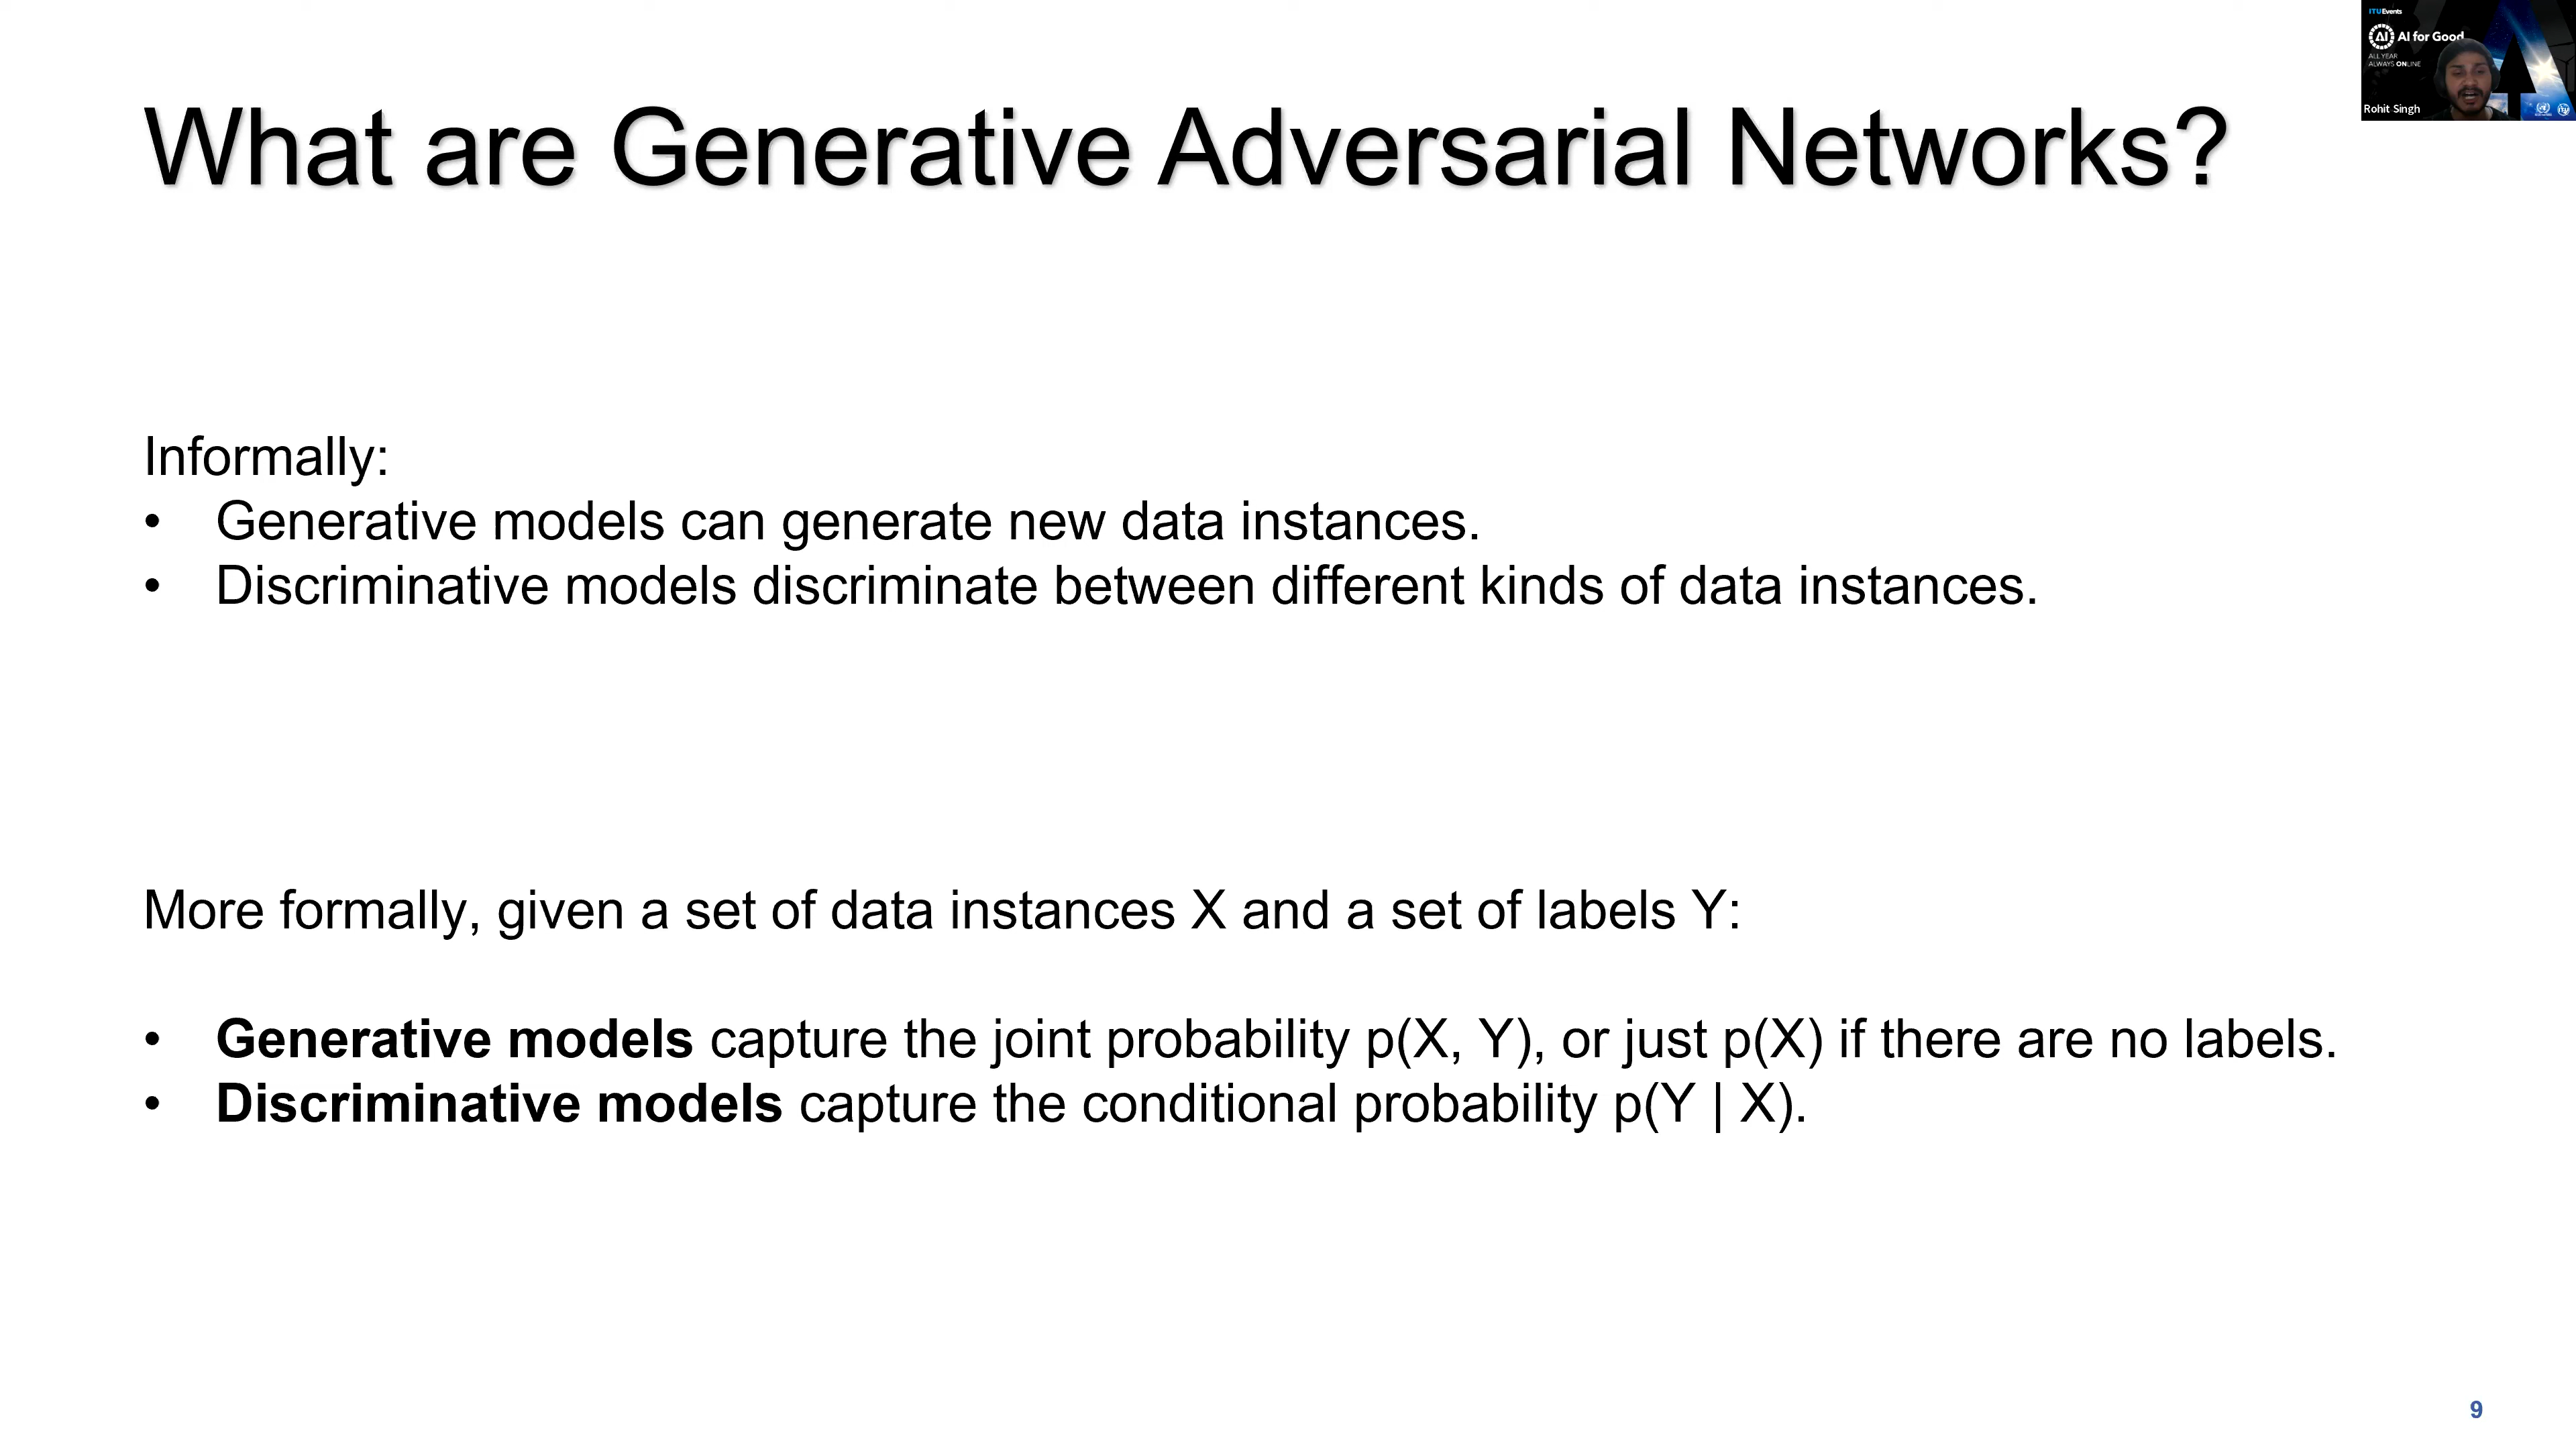 ITUEvents
AI AI for Good
ALL YEAR
ALWAYS ONLINE
Rohit Singh
What are Generative Adversarial Networks?
Informally:
• Generative models can generate new data instances.
• Discriminative models discriminate between different kinds of data instances.
More formally, given a set of data instances X and a set of labels Y:
• Generative models capture the joint probability p(X, Y), or just p(X) if there are no labels.
• Discriminative models capture the conditional probability p(Y | X).
9